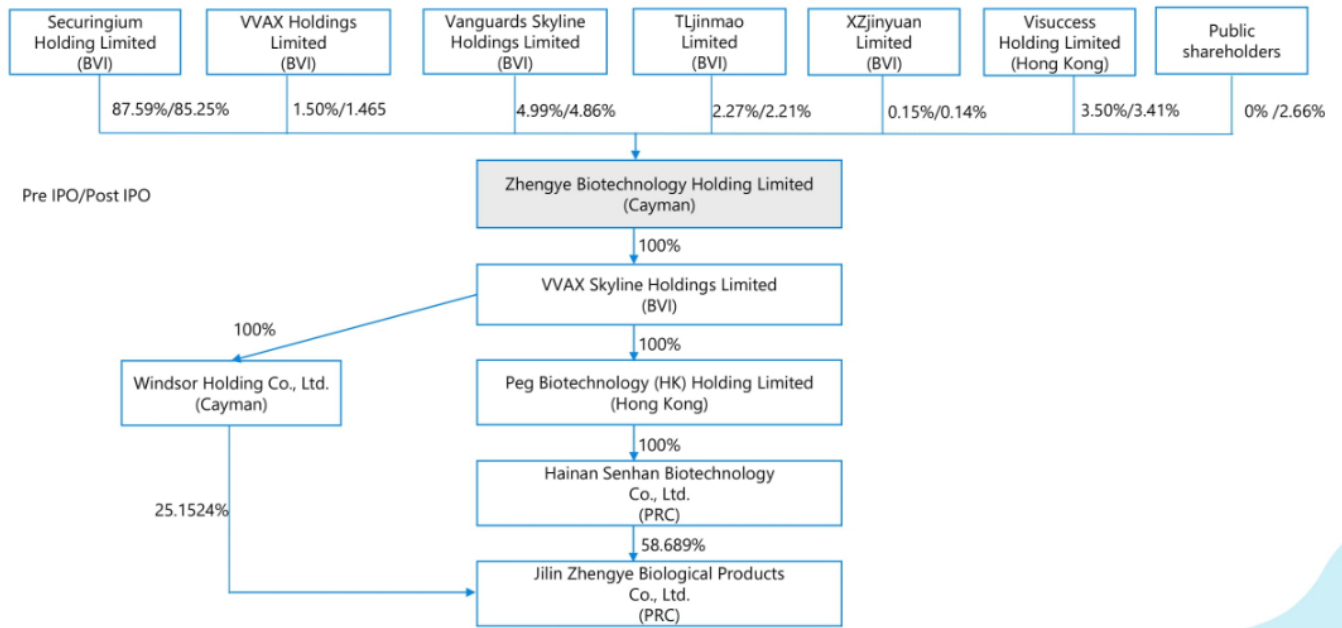 Securingium
Holding Limited
(BVI)
VVAX Holdings
Limited
(BVI)
Vanguards Skyline
Holdings Limited
(BVI)
TLjinmao
Limited
(BVI)
XZjinyuan
Limited
(BVI)
Visuccess
Holding Limited
(Hong Kong)
Public
shareholders
87.59%/85.25%
1.50%/1.465
4.99%/4.86%
2.27%/2.21%
0.15%/0.14%
3.50%/3.41%
0% /2.66%
Pre IPO/Post IPO
Zhengye Biotechnology Holding Limited
(Cayman)
100%
VVAX Skyline Holdings Limited
(BVI)
100%
100%
Windsor Holding Co., Ltd.
(Cayman)
Peg Biotechnology (HK) Holding Limited
(Hong Kong)
100%
Hainan Senhan Biotechnology
Co., Ltd.
(PRC)
25.1524%
58.689%
Jilin Zhengye Biological Products
Co., Ltd.
(PRC)